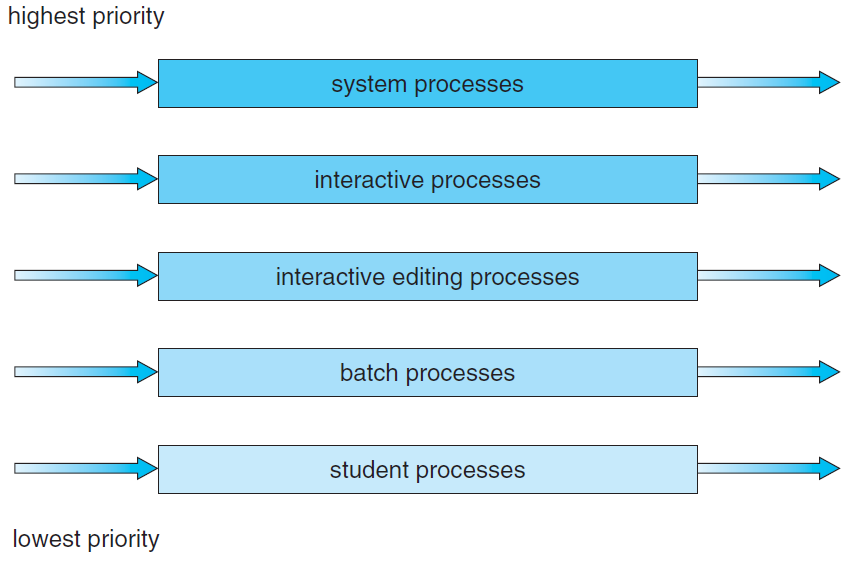 highest priority
system processes
interactive processes
interactive editing processes
batch processes
student processes
lowest priority